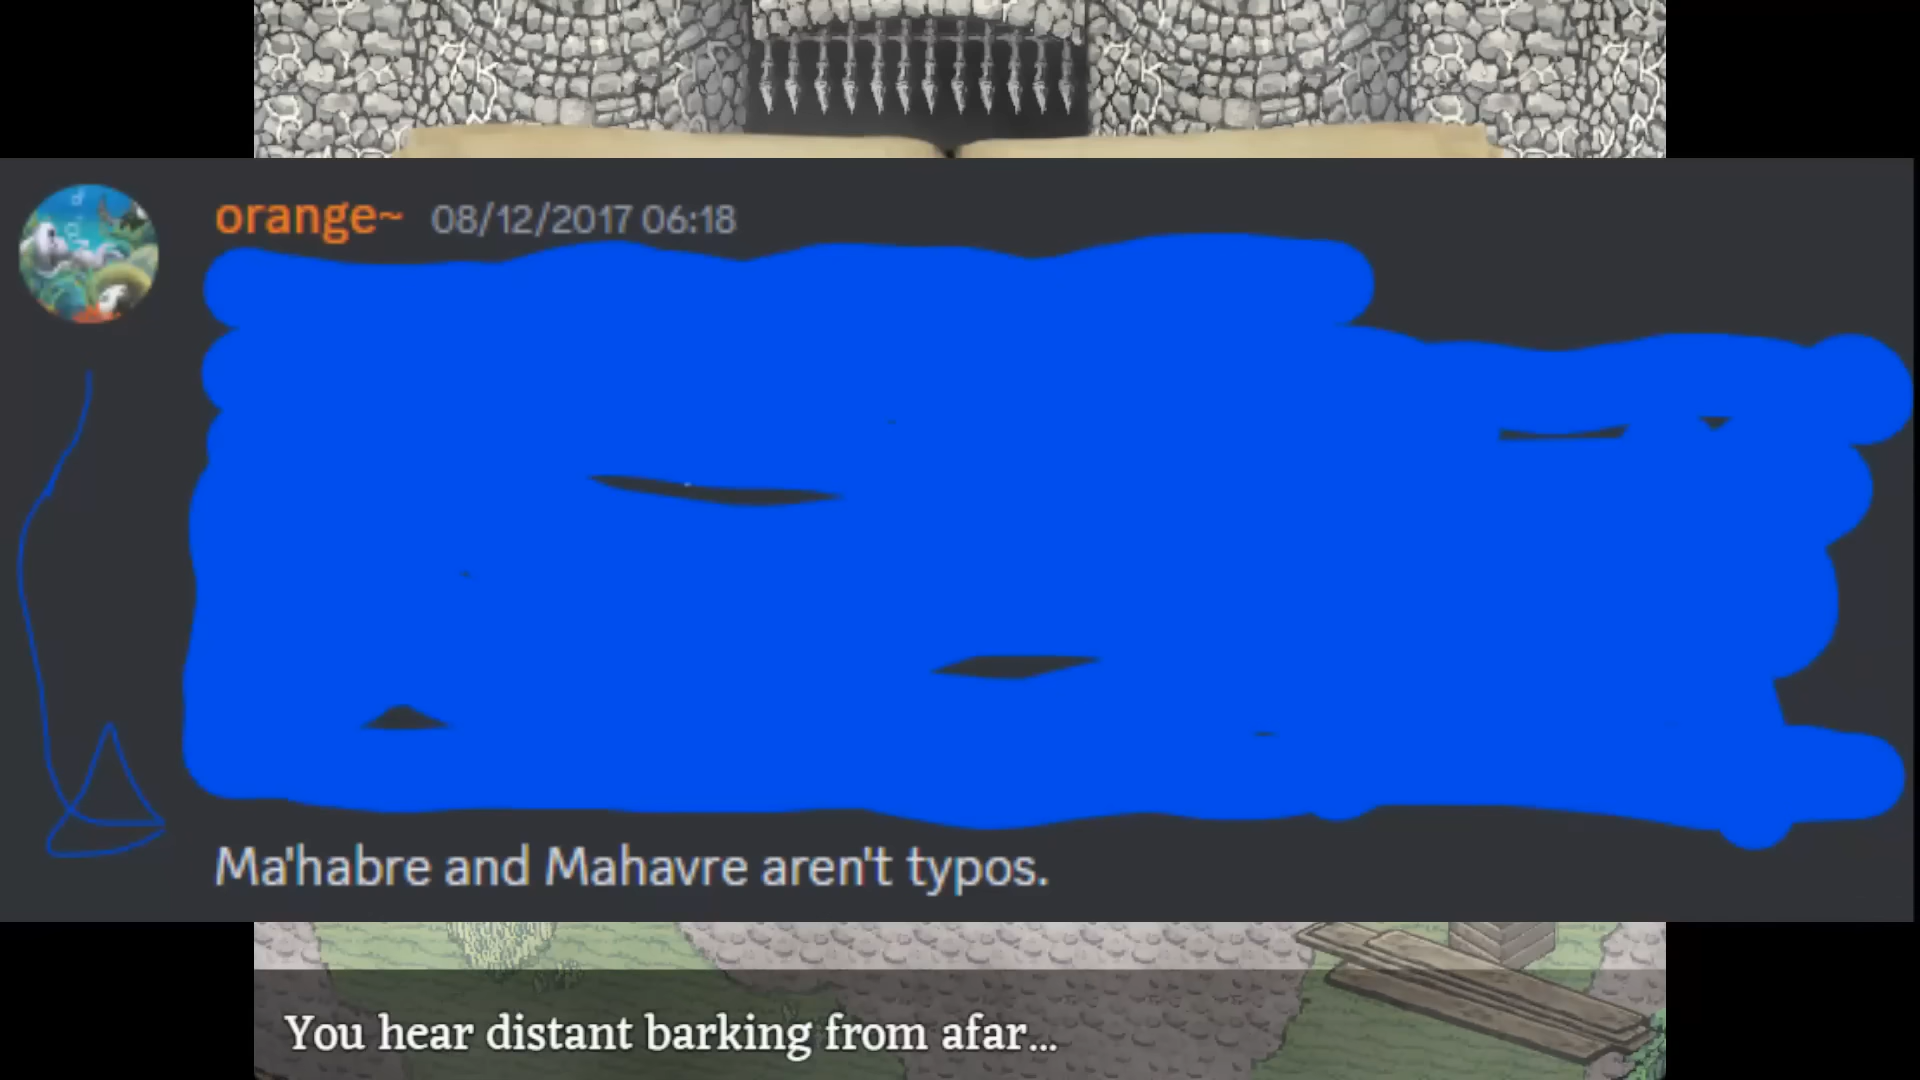 orange~ 08/12/2017 06:18
Ma'habre and Mahavre aren't typos.
You hear distant barking from afar...